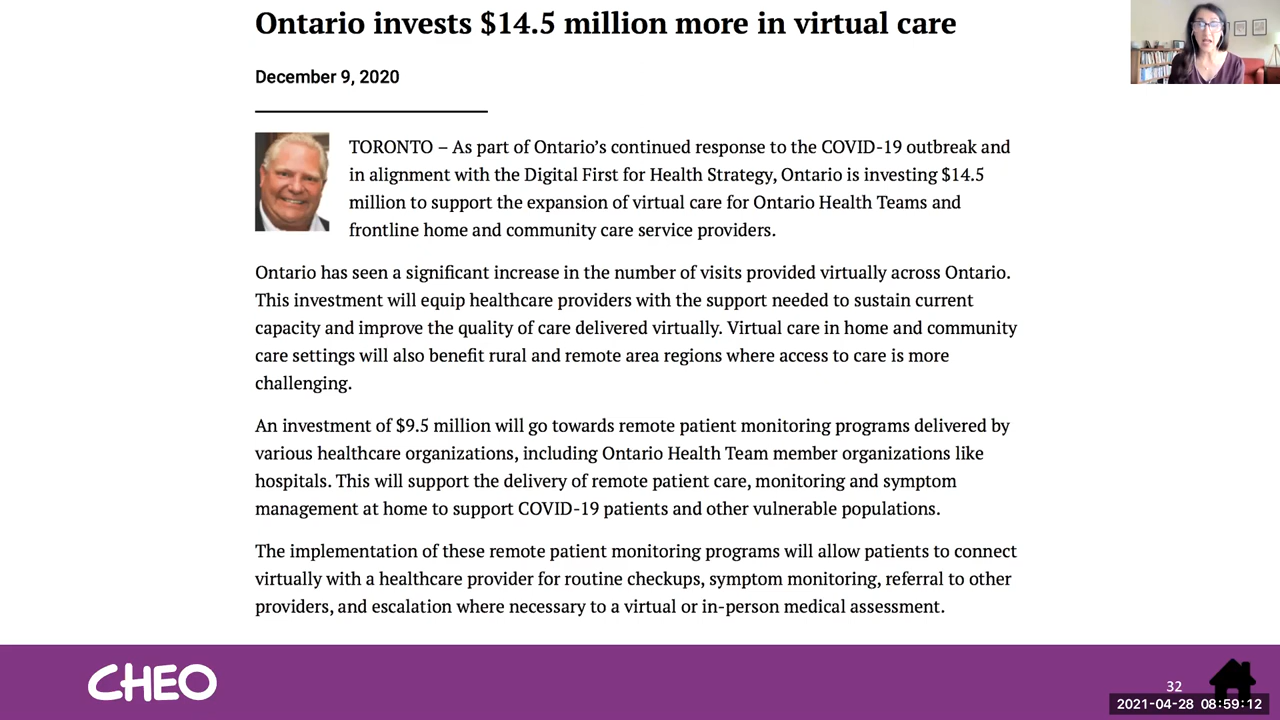 Ontario invests $14.5 million more in virtual care
December 9, 2020
TORONTO – As part of Ontario’s continued response to the COVID-19 outbreak and
in alignment with the Digital First for Health Strategy, Ontario is investing $14.5
million to support the expansion of virtual care for Ontario Health Teams and
frontline home and community care service providers.
Ontario has seen a significant increase in the number of visits provided virtually across Ontario.
This investment will equip healthcare providers with the support needed to sustain current
capacity and improve the quality of care delivered virtually. Virtual care in home and community
care settings will also benefit rural and remote area regions where access to care is more
challenging.
An investment of $9.5 million will go towards remote patient monitoring programs delivered by
various healthcare organizations, including Ontario Health Team member organizations like
hospitals. This will support the delivery of remote patient care, monitoring and symptom
management at home to support COVID-19 patients and other vulnerable populations.
The implementation of these remote patient monitoring programs will allow patients to connect
virtually with a healthcare provider for routine checkups, symptom monitoring, referral to other
providers, and escalation where necessary to a virtual or in-person medical assessment.
CHEO
32
2021-04-28 08:59:12